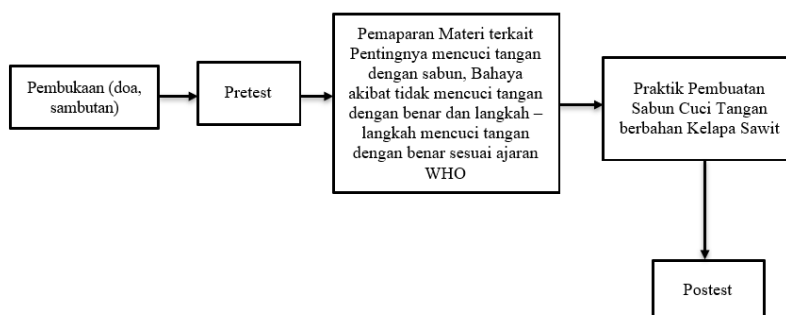 Pembukaan (doa,
sambutan)
Pretest
Pemaparan Materi terkait
Pentingnya mencuci tangan
dengan sabun, Bahaya
akibat tidak mencuci tangan
dengan benar dan langkah –
langkah mencuci tangan
dengan benar sesuai ajaran
WHO
Praktik Pembuatan
Sabun Cuci Tangan
berbahan Kelapa Sawit
Postest